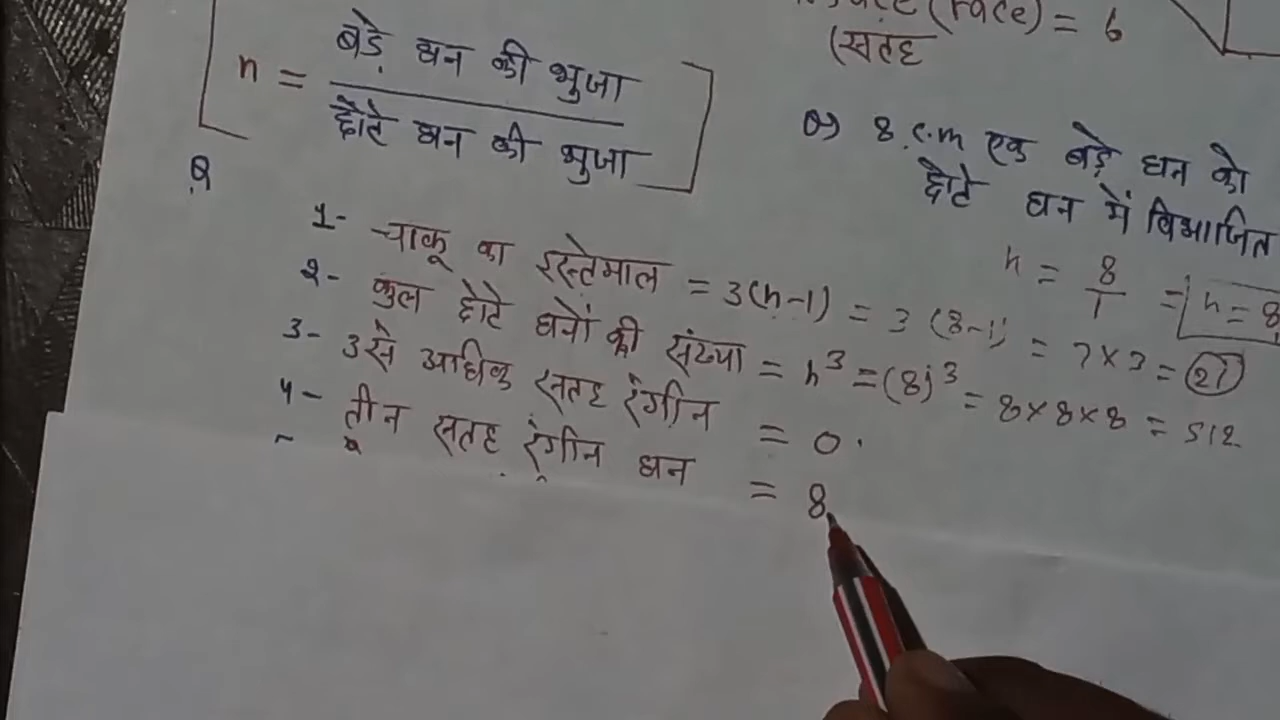 (Face) = 6
(सतह
n = बड़े घन की भुजा
छोटे घन की भुजा
Q) 8 c.m एक बड़े घन को
छोटे घन में विभाजित
n = 8/1 = n = 8
Q
1- चाकू का इस्तेमाल = 3(n-1) = 3 (8-1) = 7×3 = 21
2- कुल छोटे घनों की संख्या = n³ = (8)³ = 8×8×8 = 512
3- 3से अधिक सतह रंगीन = 0.
4- तीन सतह रंगीन घन = 8